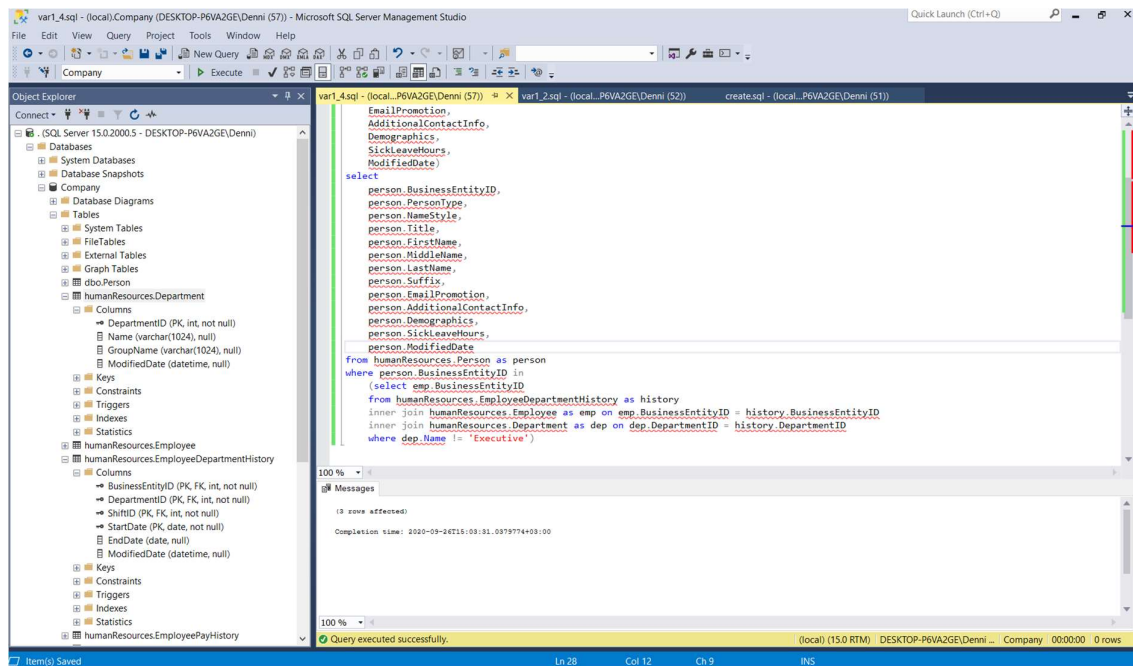 var1_4.sql - (local).Company (DESKTOP-P6VA2GE\Denni (57)) - Microsoft SQL Server Management Studio
Quick Launch (Ctrl+Q)
File Edit View Query Project Tools Window Help
New Query
Company Execute
Object Explorer
var1_4.sql - (local...P6VA2GE\Denni (57)) var1_2.sql - (local...P6VA2GE\Denni (52)) create.sql - (local...P6VA2GE\Denni (51))
Connect
. (SQL Server 15.0.2000.5 - DESKTOP-P6VA2GE\Denni)
Databases
System Databases
Database Snapshots
Company
Database Diagrams
Tables
System Tables
FileTables
External Tables
Graph Tables
dbo.Person
humanResources.Department
Columns
DepartmentID (PK, int, not null)
Name (varchar(1024), null)
GroupName (varchar(1024), null)
ModifiedDate (datetime, null)
Keys
Constraints
Triggers
Indexes
Statistics
humanResources.Employee
humanResources.EmployeeDepartmentHistory
Columns
BusinessEntityID (PK, FK, int, not null)
DepartmentID (PK, FK, int, not null)
ShiftID (PK, FK, int, not null)
StartDate (PK, date, not null)
EndDate (date, null)
ModifiedDate (datetime, null)
Keys
Constraints
Triggers
Indexes
Statistics
humanResources.EmployeePayHistory
EmailPromotion,
AdditionalContactInfo,
Demographics,
SickLeaveHours,
ModifiedDate)
select
person.BusinessEntityID,
person.PersonType,
person.NameStyle,
person.Title,
person.FirstName,
person.MiddleName,
person.LastName,
person.Suffix,
person.EmailPromotion,
person.AdditionalContactInfo,
person.Demographics,
person.SickLeaveHours,
person.ModifiedDate
from humanResources.Person as person
where person.BusinessEntityID in
(select emp.BusinessEntityID
from humanResources.EmployeeDepartmentHistory as history
inner join humanResources.Employee as emp on emp.BusinessEntityID = history.BusinessEntityID
inner join humanResources.Department as dep on dep.DepartmentID = history.DepartmentID
where dep.Name != 'Executive')
100 %
Messages
(3 rows affected)
Completion time: 2020-09-26T15:03:31.0379774+03:00
100 %
Query executed successfully. (local) (15.0 RTM) DESKTOP-P6VA2GE\Denni ... Company 00:00:00 0 rows
Item(s) Saved Ln 28 Col 12 Ch 9 INS